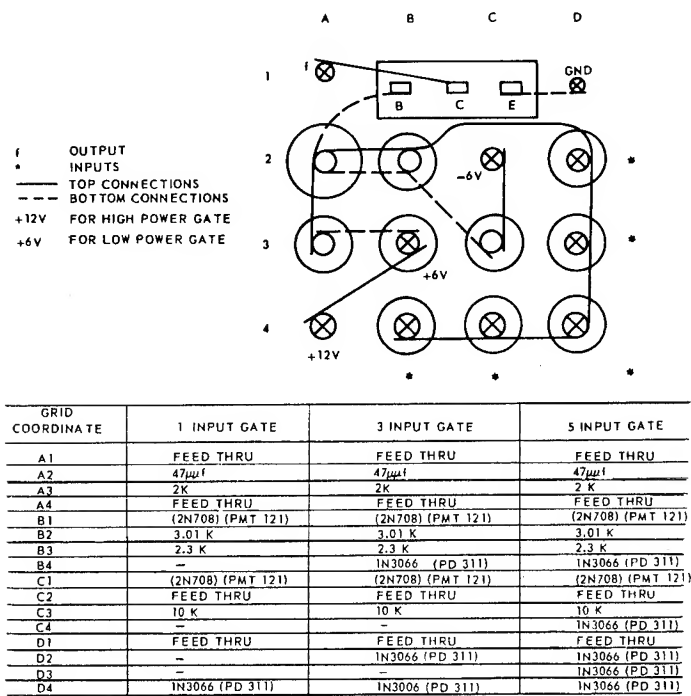 A B C D
1 f GND
B C E
f OUTPUT
* INPUTS
TOP CONNECTIONS
BOTTOM CONNECTIONS
+12V FOR HIGH POWER GATE
+6V FOR LOW POWER GATE
2 -6V *
3 +6V *
4 +12V
* * *
GRID COORDINATE 1 INPUT GATE 3 INPUT GATE 5 INPUT GATE
A1 FEED THRU FEED THRU FEED THRU
A2 47μμf 47μμf 47μμf
A3 2K 2K 2 K
A4 FEED THRU FEED THRU FEED THRU
B1 (2N708) (PMT 121) (2N708) (PMT 121) (2N708) (PMT 121)
B2 3.01 K 3.01 K 3.01 K
B3 2.3 K 2.3 K 2.3 K
B4 – 1N3066 (PD 311) 1N3066 (PD 311)
C1 (2N708) (PMT 121) (2N708) (PMT 121) (2N708) (PMT 121)
C2 FEED THRU FEED THRU FEED THRU
C3 10 K 10 K 10 K
C4 – – 1N3066 (PD 311)
D1 FEED THRU FEED THRU FEED THRU
D2 – 1N3066 (PD 311) 1N3066 (PD 311)
D3 – – 1N3066 (PD 311)
D4 1N3066 (PD 311) 1N3006 (PD 311) 1N3066 (PD 311)